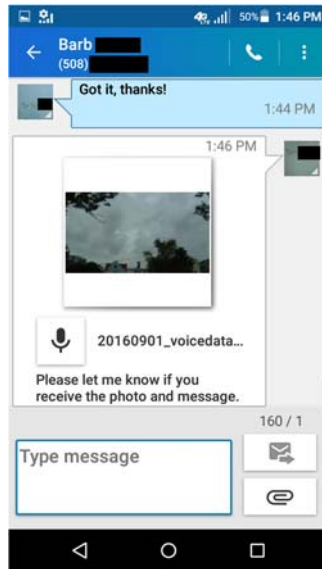 50% 1:46 PM
Barb
(508)
Got it, thanks!
1:44 PM
1:46 PM
20160901_voicedata...
Please let me know if you
receive the photo and message.
160 / 1
Type message